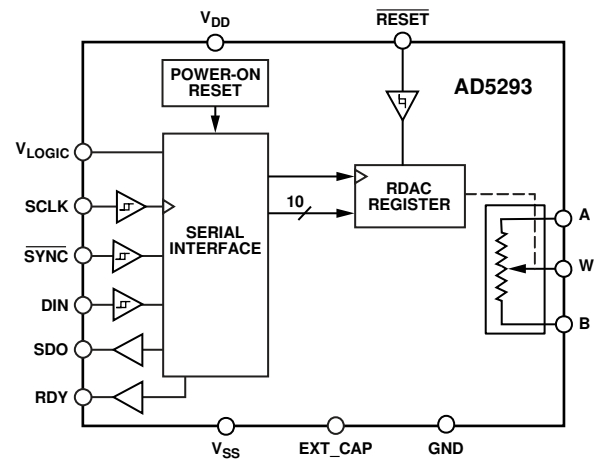 VDD
RESET
POWER-ON
RESET
AD5293
VLOGIC
SCLK
SYNC
DIN
SDO
RDY
SERIAL
INTERFACE
10
RDAC
REGISTER
A
W
B
VSS
EXT_CAP
GND